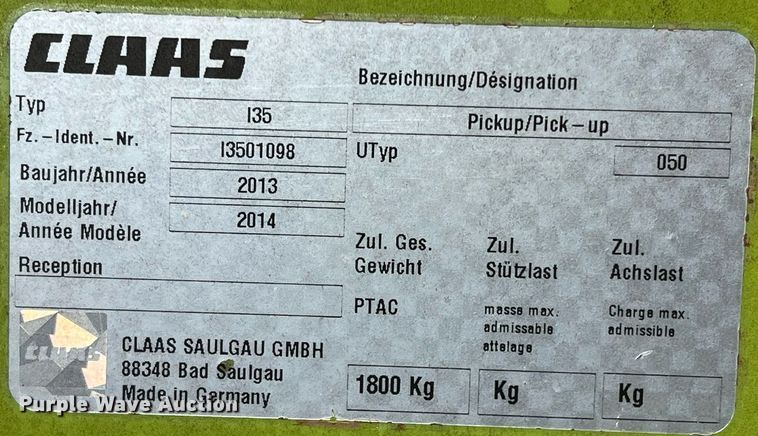 CLAAS
Bezeichnung/Désignation
Typ I35 Pickup/Pick-up
Fz.-Ident.-Nr. I3501098 UTyp 050
Baujahr/Année 2013
Modelljahr/
Année Modèle 2014
Zul. Ges. Zul. Zul.
Gewicht Stützlast Achslast
Reception
PTAC masse max. Charge max.
admissable admissible
attelage
CLAAS
CLAAS SAULGAU GMBH
88348 Bad Saulgau
Made in Germany
1800 Kg Kg Kg
Purple Wave Auction